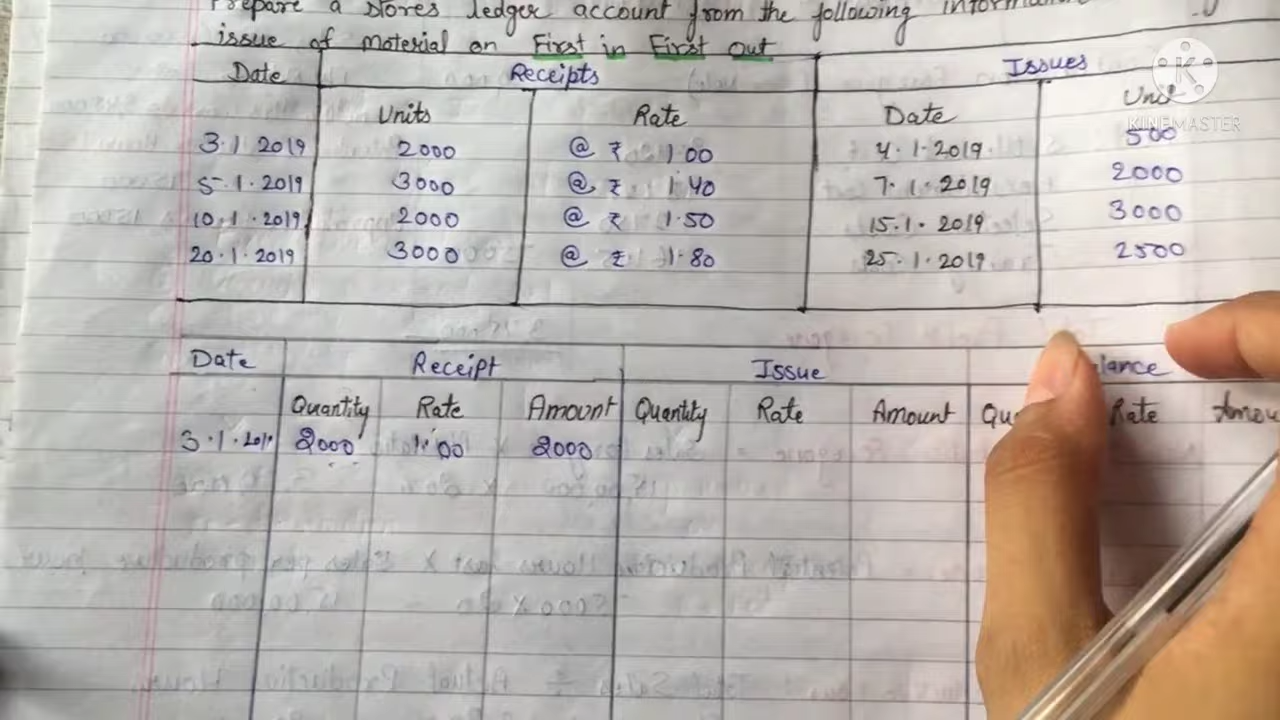 Prepare a stores ledger account from the following
issue of material on First in First Out
Date Receipts Issues
Units Rate Date
KINEMASTER
3.1 2019 2000 @ ₹ 1.00 4.1.2019 500
5.1.2019 3000 @ ₹ 1.40 7.1.2019 2000
10.1.2019 2000 @ ₹ 1.50 15.1.2019 3000
20.1.2019 3000 @ ₹ 1.80 25.1.2019 2500
Date Receipt Issue
Quantity Rate Amount Quantity Rate Amount Rate
3.1.2019 2000 1.00 2000